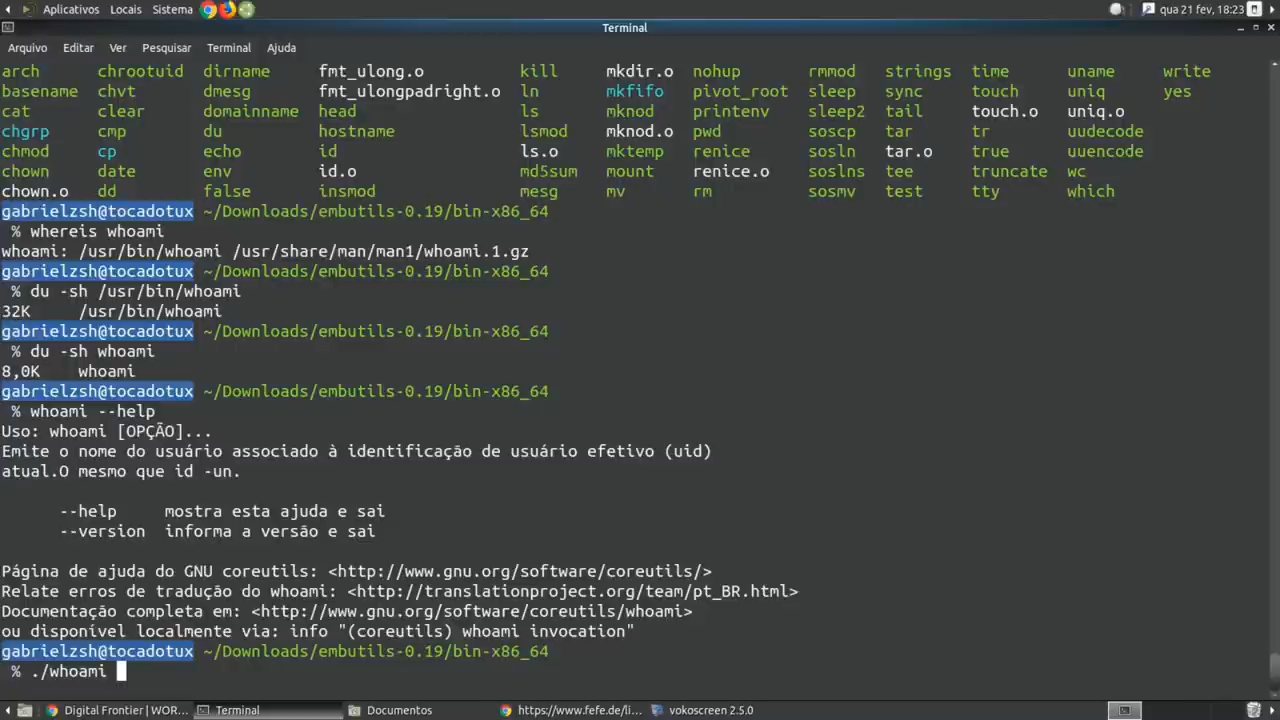 Aplicativos Locais Sistema qua 21 fev, 18:23
Terminal
Arquivo Editar Ver Pesquisar Terminal Ajuda
arch chrootuid dirname fmt_ulong.o kill mkdir.o nohup rmmod strings time uname write
basename chvt dmesg fmt_ulongpadright.o ln mkfifo pivot_root sleep sync touch uniq yes
cat clear domainname head ls mknod printenv sleep2 tail touch.o uniq.o
chgrp cmp du hostname lsmod mknod.o pwd soscp tar tr uudecode
chmod cp echo id ls.o mktemp renice sosln tar.o true uuencode
chown date env id.o md5sum mount renice.o soslns tee truncate wc
chown.o dd false insmod mesg mv rm sosmv test tty which
gabrielzsh@tocadotux ~/Downloads/embutils-0.19/bin-x86_64
% whereis whoami
whoami: /usr/bin/whoami /usr/share/man/man1/whoami.1.gz
gabrielzsh@tocadotux ~/Downloads/embutils-0.19/bin-x86_64
% du -sh /usr/bin/whoami
32K /usr/bin/whoami
gabrielzsh@tocadotux ~/Downloads/embutils-0.19/bin-x86_64
% du -sh whoami
8,0K whoami
gabrielzsh@tocadotux ~/Downloads/embutils-0.19/bin-x86_64
% whoami --help
Uso: whoami [OPÇÃO]...
Emite o nome do usuário associado à identificação de usuário efetivo (uid)
atual.O mesmo que id -un.
--help mostra esta ajuda e sai
--version informa a versão e sai
Página de ajuda do GNU coreutils: <http://www.gnu.org/software/coreutils/>
Relate erros de tradução do whoami: <http://translationproject.org/team/pt_BR.html>
Documentação completa em: <http://www.gnu.org/software/coreutils/whoami>
ou disponível localmente via: info "(coreutils) whoami invocation"
gabrielzsh@tocadotux ~/Downloads/embutils-0.19/bin-x86_64
% ./whoami
Digital Frontier | WOR... Terminal Documentos https://www.fefe.de/li... vokoscreen 2.5.0